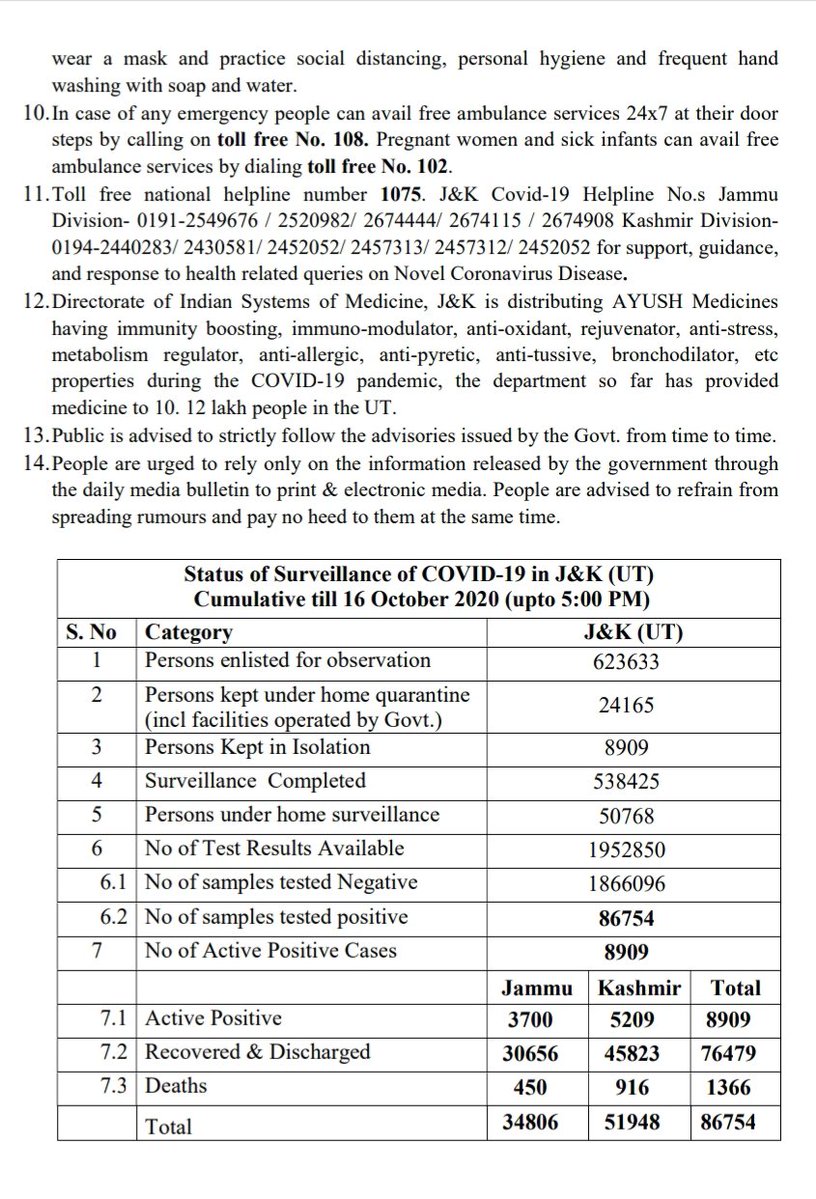 wear a mask and practice social distancing, personal hygiene and frequent hand
washing with soap and water.
10.In case of any emergency people can avail free ambulance services 24x7 at their door
steps by calling on toll free No. 108. Pregnant women and sick infants can avail free
ambulance services by dialing toll free No. 102.
11.Toll free national helpline number 1075. J&K Covid-19 Helpline No.s Jammu
Division- 0191-2549676 / 2520982/ 2674444/ 2674115 / 2674908 Kashmir Division-
0194-2440283/ 2430581/ 2452052/ 2457313/ 2457312/ 2452052 for support, guidance,
and response to health related queries on Novel Coronavirus Disease.
12.Directorate of Indian Systems of Medicine, J&K is distributing AYUSH Medicines
having immunity boosting, immuno-modulator, anti-oxidant, rejuvenator, anti-stress,
metabolism regulator, anti-allergic, anti-pyretic, anti-tussive, bronchodilator, etc
properties during the COVID-19 pandemic, the department so far has provided
medicine to 10. 12 lakh people in the UT.
13.Public is advised to strictly follow the advisories issued by the Govt. from time to time.
14.People are urged to rely only on the information released by the government through
the daily media bulletin to print & electronic media. People are advised to refrain from
spreading rumours and pay no heed to them at the same time.
Status of Surveillance of COVID-19 in J&K (UT)
Cumulative till 16 October 2020 (upto 5:00 PM)
S. No Category J&K (UT)
1 Persons enlisted for observation 623633
2 Persons kept under home quarantine
(incl facilities operated by Govt.) 24165
3 Persons Kept in Isolation 8909
4 Surveillance Completed 538425
5 Persons under home surveillance 50768
6 No of Test Results Available 1952850
6.1 No of samples tested Negative 1866096
6.2 No of samples tested positive 86754
7 No of Active Positive Cases 8909
Jammu Kashmir Total
7.1 Active Positive 3700 5209 8909
7.2 Recovered & Discharged 30656 45823 76479
7.3 Deaths 450 916 1366
Total 34806 51948 86754